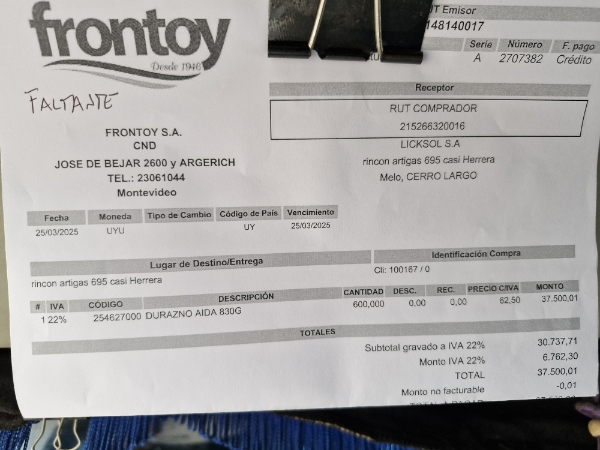 frontoy
Desde 1946
FALTANTE
FRONTOY S.A.
CND
JOSE DE BEJAR 2600 y ARGERICH
TEL.: 23061044
Montevideo
RUT Emisor
148140017
Serie Número F. pago
A 2707382 Crédito
Receptor
RUT COMPRADOR
215266320016
LICKSOL S.A
rincon artigas 695 casi Herrera
Melo, CERRO LARGO
Fecha Moneda Tipo de Cambio Código de País Vencimiento
25/03/2025 UYU UY 25/03/2025
Lugar de Destino/Entrega Identificación Compra
rincon artigas 695 casi Herrera Cli: 100167 / 0
# IVA CÓDIGO DESCRIPCIÓN CANTIDAD DESC. REC. PRECIO C/IVA MONTO
1 22% 254627000 DURAZNO AIDA 830G 600,000 0,00 0,00 62,50 37.500,01
TOTALES
Subtotal gravado a IVA 22% 30.737,71
Monto IVA 22% 6.762,30
TOTAL 37.500,01
Monto no facturable -0,01